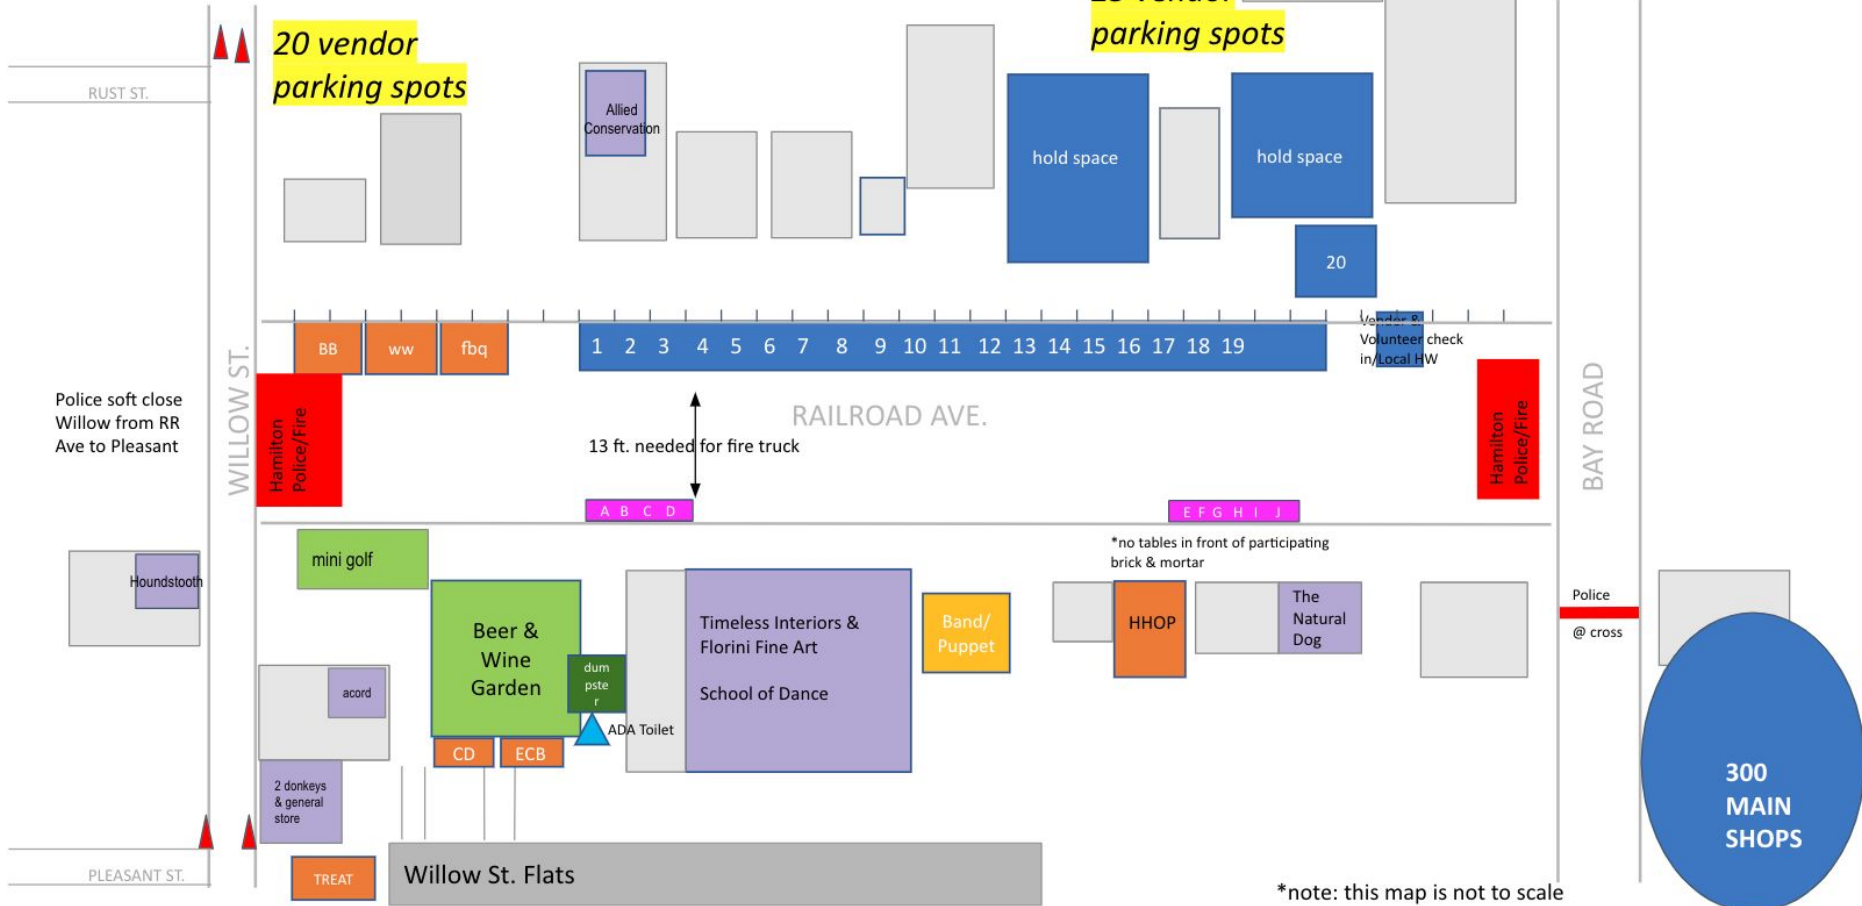 20 vendor
parking spots
parking spots
RUST ST.
Allied
Conservation
hold space
hold space
20
BB
ww
fbq
1 2 3 4 5 6 7 8 9 10 11 12 13 14 15 16 17 18 19
Vendor &
Volunteer check
in/Local HW
Police soft close
Willow from RR
Ave to Pleasant
WILLOW ST.
Hamilton
Police/Fire
RAILROAD AVE.
13 ft. needed for fire truck
Hamilton
Police/Fire
BAY ROAD
A B C D
E F G H I J
*no tables in front of participating
brick & mortar
mini golf
Houndstooth
Beer &
Wine
Garden
dum
pste
r
ADA Toilet
Timeless Interiors &
Florini Fine Art
School of Dance
Band/
Puppet
HHOP
The
Natural
Dog
Police
@ cross
acord
CD
ECB
2 donkeys
& general
store
300
MAIN
SHOPS
PLEASANT ST.
TREAT
Willow St. Flats
*note: this map is not to scale